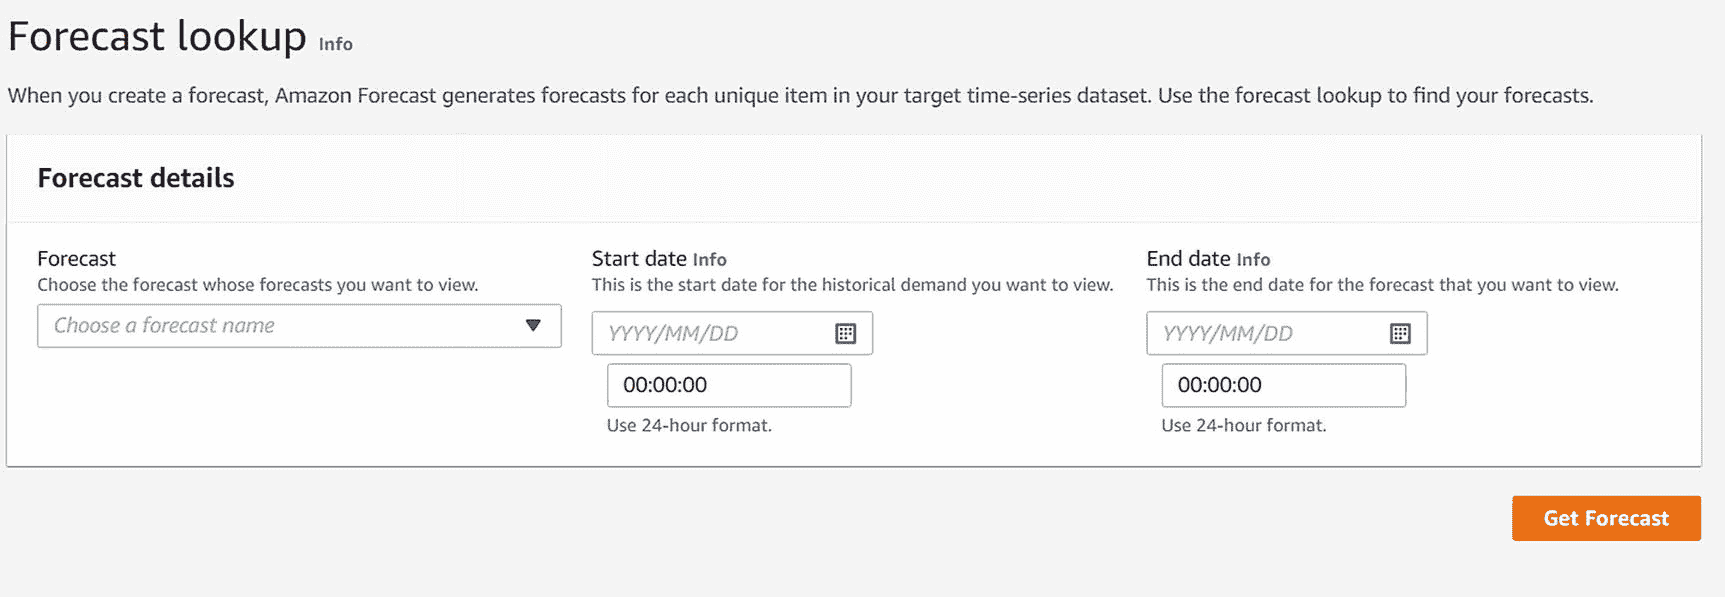 Forecast lookup Info
When you create a forecast, Amazon Forecast generates forecasts for each unique item in your target time-series dataset. Use the forecast lookup to find your forecasts.
Forecast details
Forecast
Choose the forecast whose forecasts you want to view.
Choose a forecast name
Start date Info
This is the start date for the historical demand you want to view.
YYYY/MM/DD
00:00:00
Use 24-hour format.
End date Info
This is the end date for the forecast that you want to view.
YYYY/MM/DD
00:00:00
Use 24-hour format.
Get Forecast